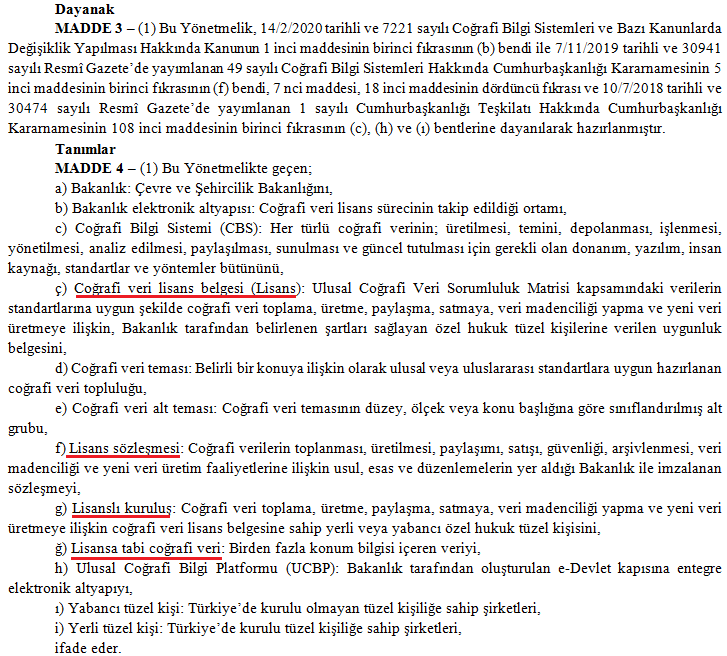 Dayanak
MADDE 3 – (1) Bu Yönetmelik, 14/2/2020 tarihli ve 7221 sayılı Coğrafi Bilgi Sistemleri ve Bazı Kanunlarda
Değişiklik Yapılması Hakkında Kanunun 1 inci maddesinin birinci fıkrasının (b) bendi ile 7/11/2019 tarihli ve 30941
sayılı Resmî Gazete’de yayımlanan 49 sayılı Coğrafi Bilgi Sistemleri Hakkında Cumhurbaşkanlığı Kararnamesinin 5
inci maddesinin birinci fıkrasının (f) bendi, 7 nci maddesi, 18 inci maddesinin dördüncü fıkrası ve 10/7/2018 tarihli ve
30474 sayılı Resmî Gazete’de yayımlanan 1 sayılı Cumhurbaşkanlığı Teşkilatı Hakkında Cumhurbaşkanlığı
Kararnamesinin 108 inci maddesinin birinci fıkrasının (c), (h) ve (ı) bentlerine dayanılarak hazırlanmıştır.
Tanımlar
MADDE 4 – (1) Bu Yönetmelikte geçen;
a) Bakanlık: Çevre ve Şehircilik Bakanlığını,
b) Bakanlık elektronik altyapısı: Coğrafi veri lisans sürecinin takip edildiği ortamı,
c) Coğrafi Bilgi Sistemi (CBS): Her türlü coğrafi verinin; üretilmesi, temini, depolanması, işlenmesi,
yönetilmesi, analiz edilmesi, paylaşılması, sunulması ve güncel tutulması için gerekli olan donanım, yazılım, insan
kaynağı, standartlar ve yöntemler bütününü,
ç) Coğrafi veri lisans belgesi (Lisans): Ulusal Coğrafi Veri Sorumluluk Matrisi kapsamındaki verilerin
standartlarına uygun şekilde coğrafi veri toplama, üretme, paylaşma, satmaya, veri madenciliği yapma ve yeni veri
üretmeye ilişkin, Bakanlık tarafından belirlenen şartları sağlayan özel hukuk tüzel kişilerine verilen uygunluk
belgesini,
d) Coğrafi veri teması: Belirli bir konuya ilişkin olarak ulusal veya uluslararası standartlara uygun hazırlanan
coğrafi veri topluluğu,
e) Coğrafi veri alt teması: Coğrafi veri temasının düzey, ölçek veya konu başlığına göre sınıflandırılmış alt
grubu,
f) Lisans sözleşmesi: Coğrafi verilerin toplanması, üretilmesi, paylaşımı, satışı, güvenliği, arşivlenmesi, veri
madenciliği ve yeni veri üretim faaliyetlerine ilişkin usul, esas ve düzenlemelerin yer aldığı Bakanlık ile imzalanan
sözleşmeyi,
g) Lisanslı kuruluş: Coğrafi veri toplama, üretme, paylaşma, satmaya, veri madenciliği yapma ve yeni veri
üretmeye ilişkin coğrafi veri lisans belgesine sahip yerli veya yabancı özel hukuk tüzel kişisini,
ğ) Lisansa tabi coğrafi veri: Birden fazla konum bilgisi içeren veriyi,
h) Ulusal Coğrafi Bilgi Platformu (UCBP): Bakanlık tarafından oluşturulan e-Devlet kapısına entegre
elektronik altyapıyı,
ı) Yabancı tüzel kişi: Türkiye’de kurulu olmayan tüzel kişiliğe sahip şirketleri,
i) Yerli tüzel kişi: Türkiye’de kurulu tüzel kişiliğe sahip şirketleri,
ifade eder.